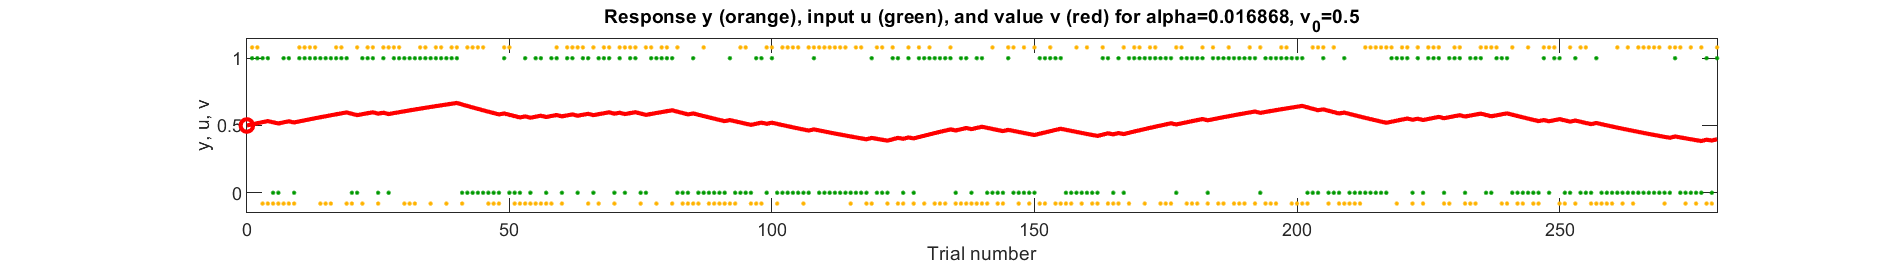 Response y (orange), input u (green), and value v (red) for alpha=0.016868, v0=0.5
y, u, v
1
0.5
0
0 50 100 150 200 250
Trial number